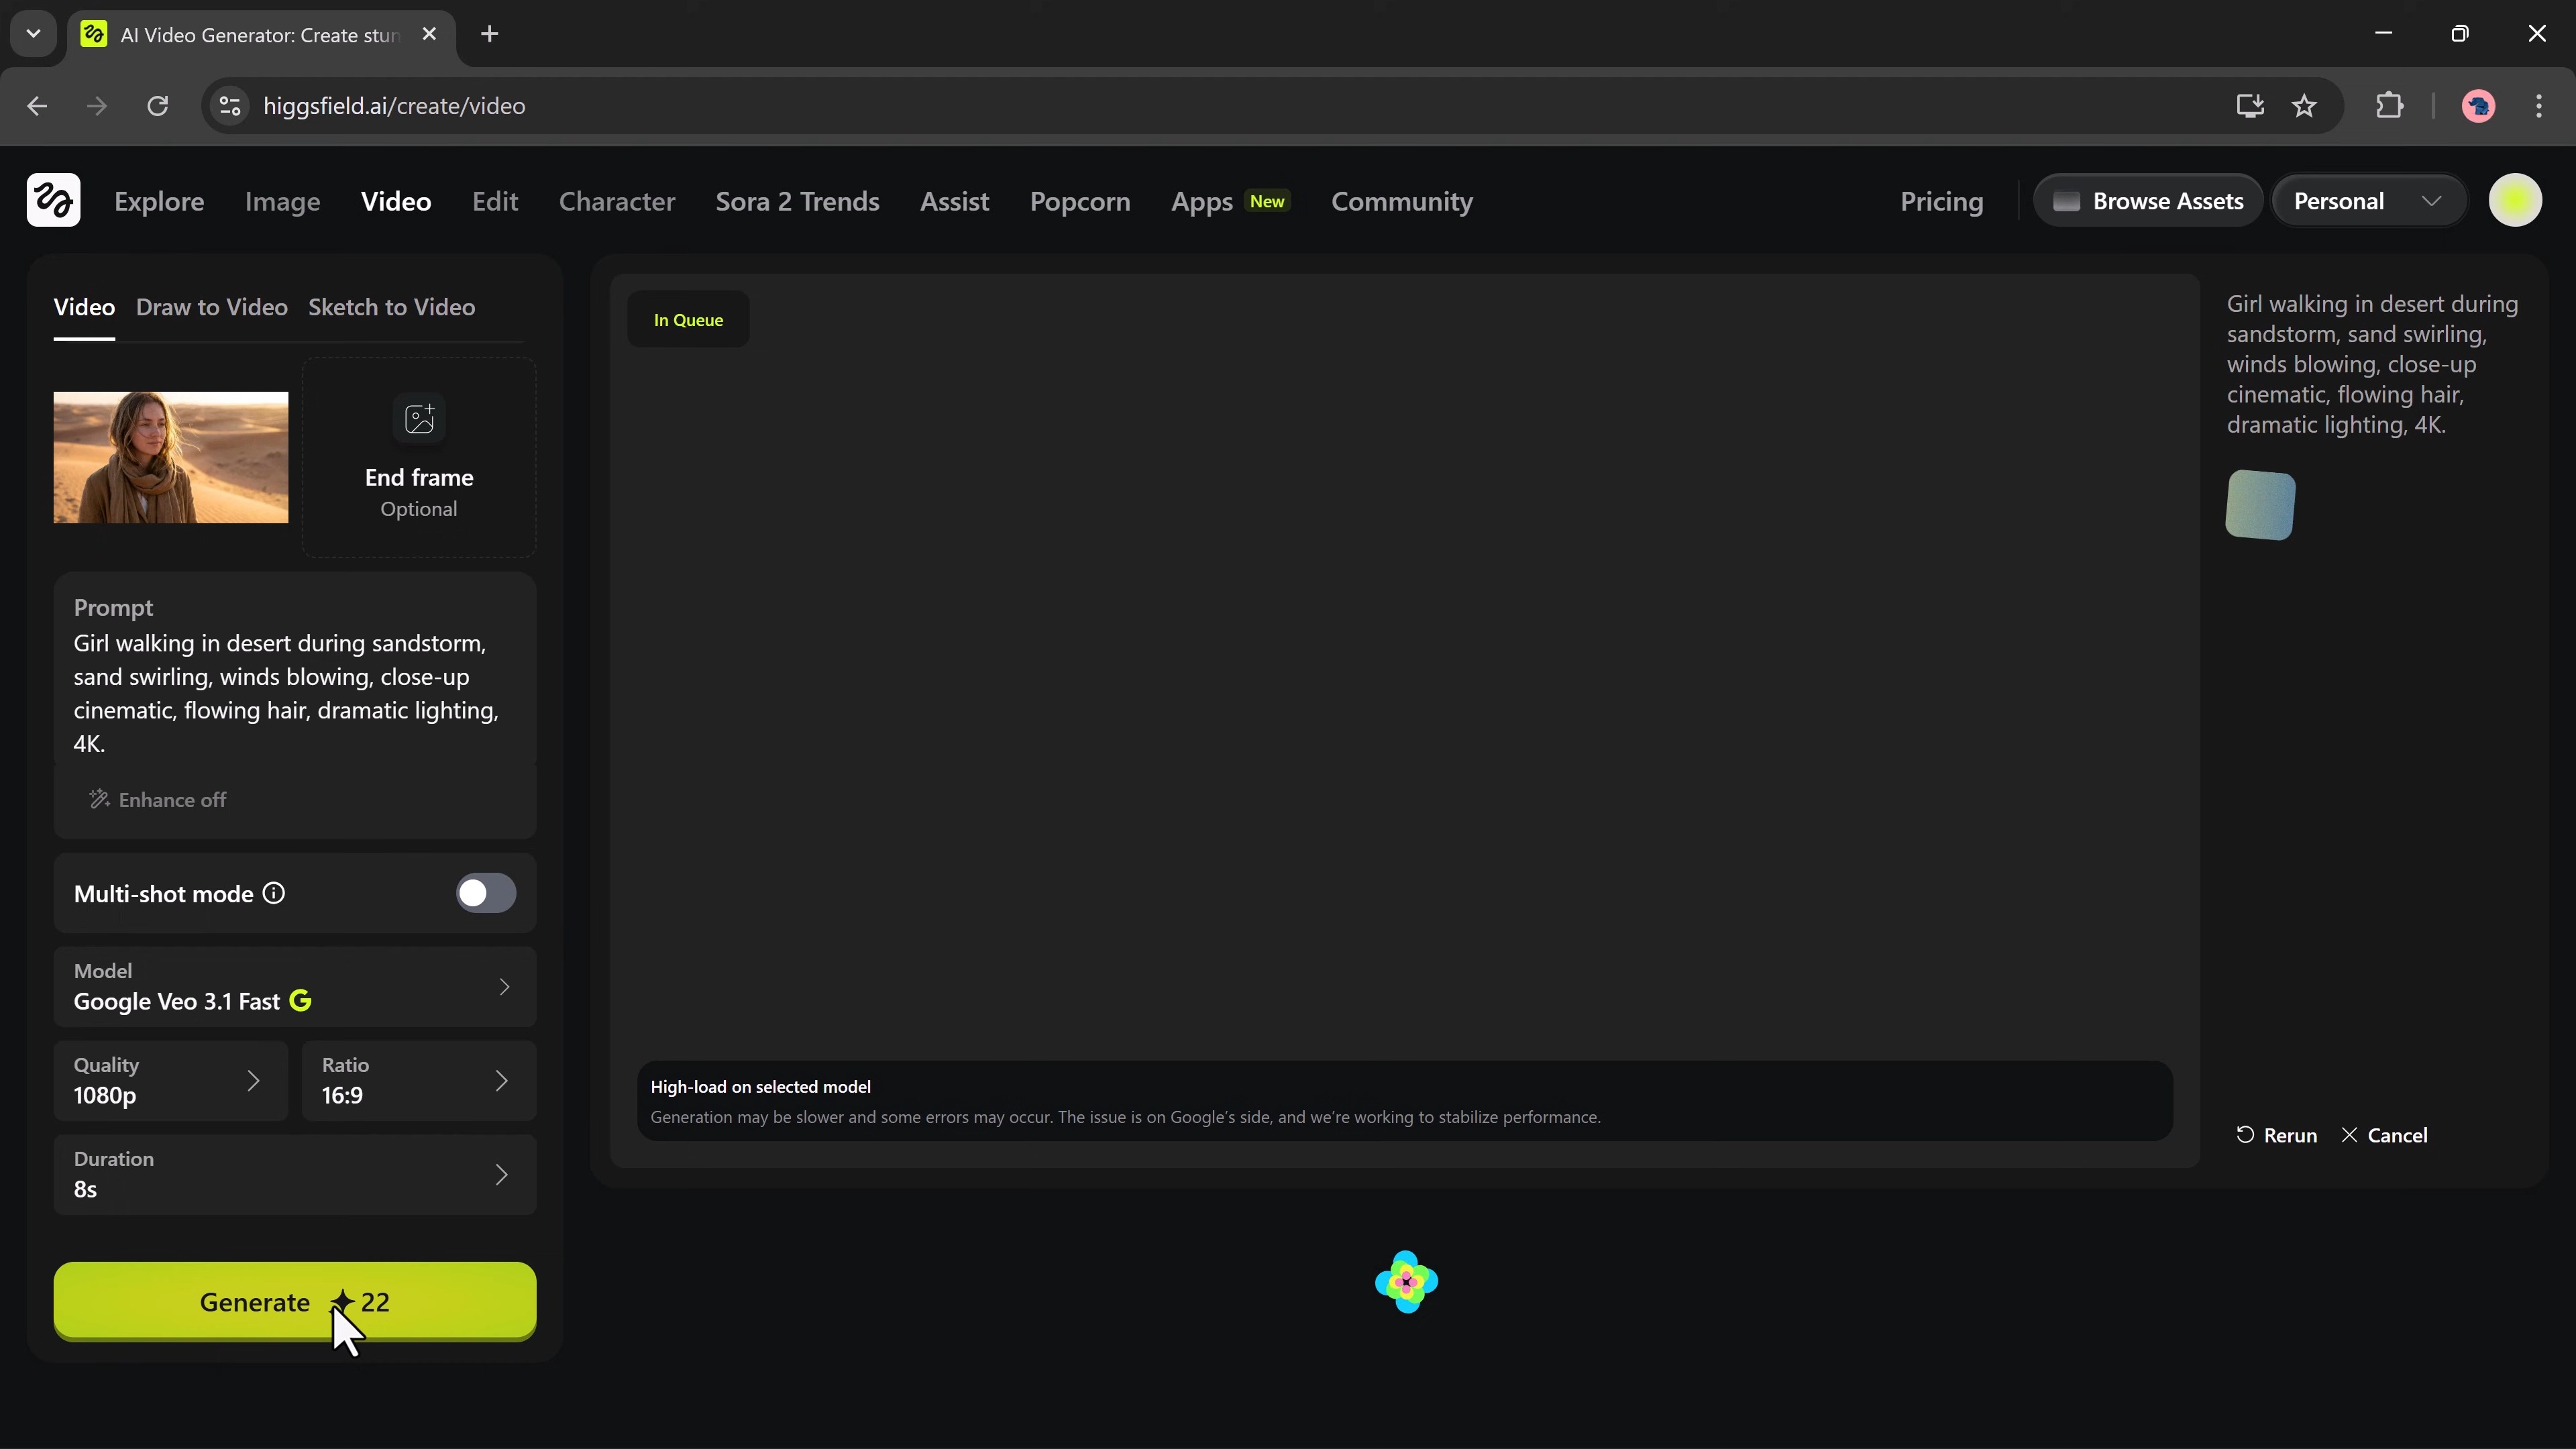 AI Video Generator: Create stun
higgsfield.ai/create/video
Explore
Image
Video
Edit
Character
Sora 2 Trends
Assist
Popcorn
Apps New
Community
Pricing
Browse Assets
Personal
Video
Draw to Video
Sketch to Video
End frame
Optional
Prompt
Girl walking in desert during sandstorm,
sand swirling, winds blowing, close-up
cinematic, flowing hair, dramatic lighting,
4K.
Enhance off
Multi-shot mode
Model
Google Veo 3.1 Fast G
Quality
1080p
Ratio
16:9
Duration
8s
Generate 22
In Queue
High-load on selected model
Generation may be slower and some errors may occur. The issue is on Google's side, and we're working to stabilize performance.
Girl walking in desert during
sandstorm, sand swirling,
winds blowing, close-up
cinematic, flowing hair,
dramatic lighting, 4K.
Rerun
Cancel